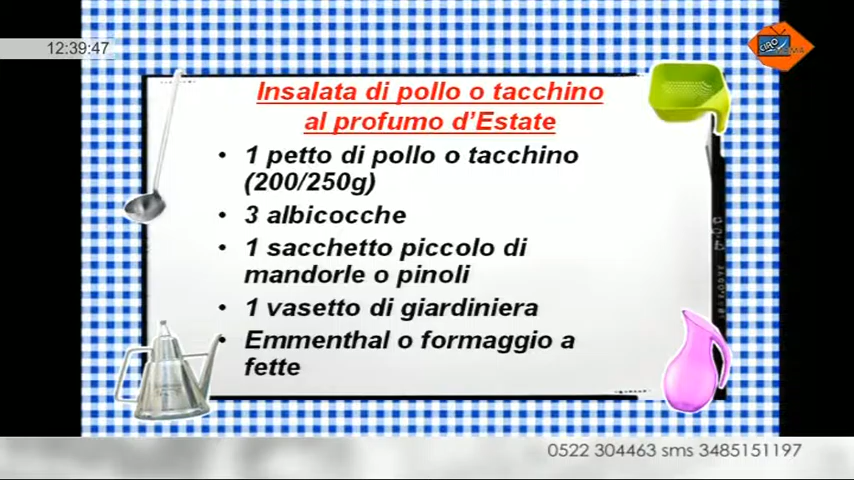 12:39:47
CIRO
Insalata di pollo o tacchino
al profumo d'Estate
• 1 petto di pollo o tacchino
(200/250g)
• 3 albicocche
• 1 sacchetto piccolo di
mandorle o pinoli
• 1 vasetto di giardiniera
• Emmenthal o formaggio a
fette
0522 304463 sms 3485151197